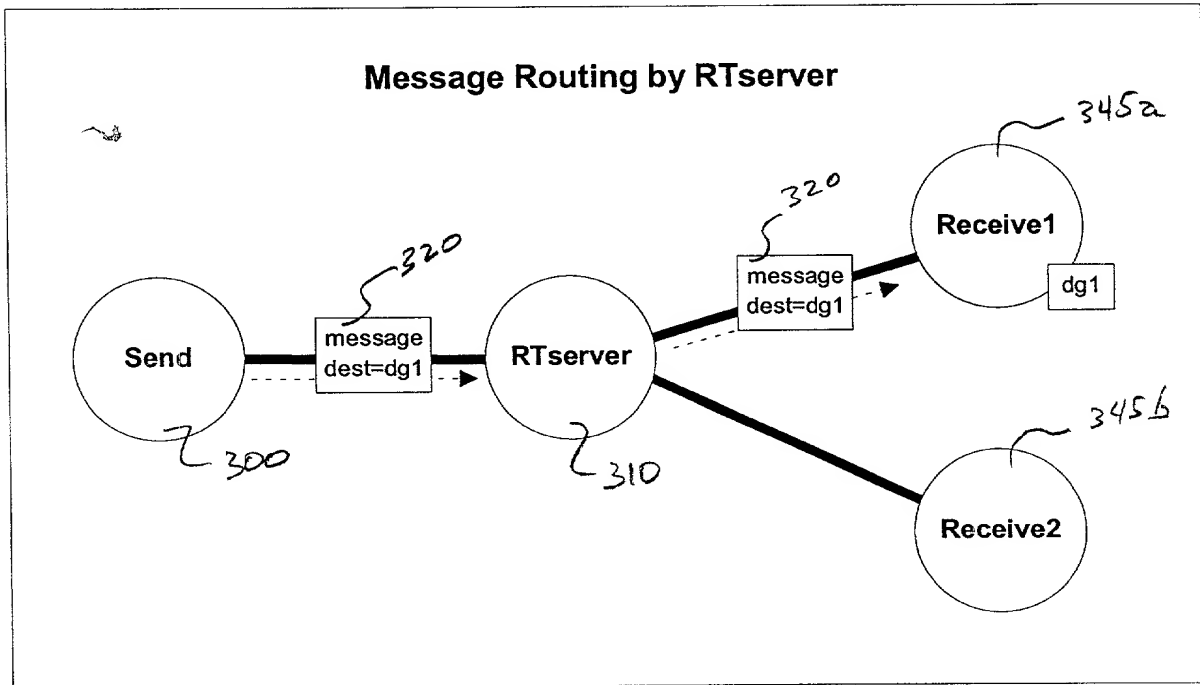 Message Routing by RTserver
345a
320
320
Receive1
message
dest=dg1
dg1
message
dest=dg1
Send
RTserver
300
310
345b
Receive2